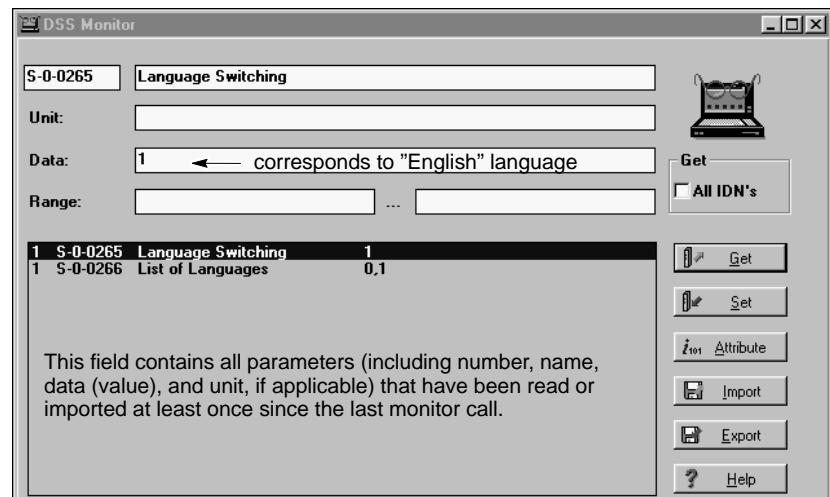 DSS Monitor
S-0-0265 Language Switching
Unit:
Data: 1 corresponds to ”English” language
Get
All IDN's
Range: ...
1 S-0-0265 Language Switching 1
1 S-0-0266 List of Languages 0,1
This field contains all parameters (including number, name,
data (value), and unit, if applicable) that have been read or
imported at least once since the last monitor call.
Get
Set
i101 Attribute
Import
Export
? Help